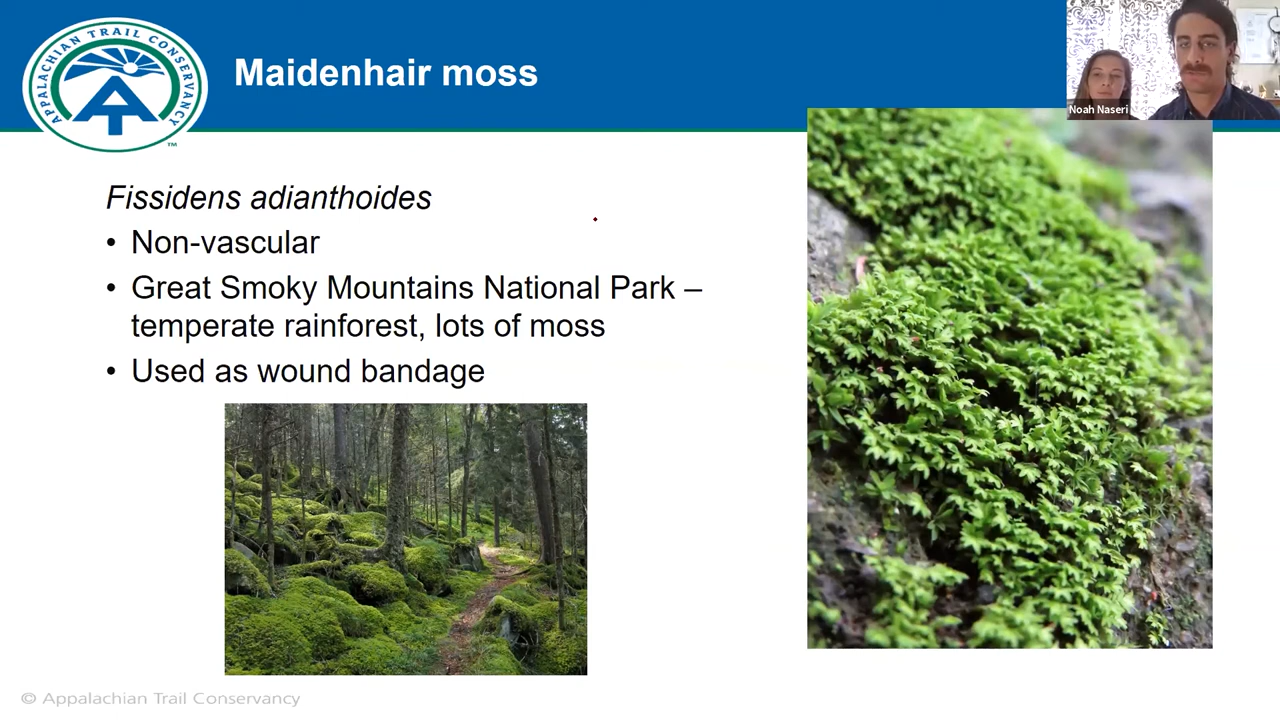 APPALACHIAN TRAIL CONSERVANCY
TM
Maidenhair moss
Noah Naseri
Fissidens adianthoides
• Non-vascular
• Great Smoky Mountains National Park –
temperate rainforest, lots of moss
• Used as wound bandage
© Appalachian Trail Conservancy